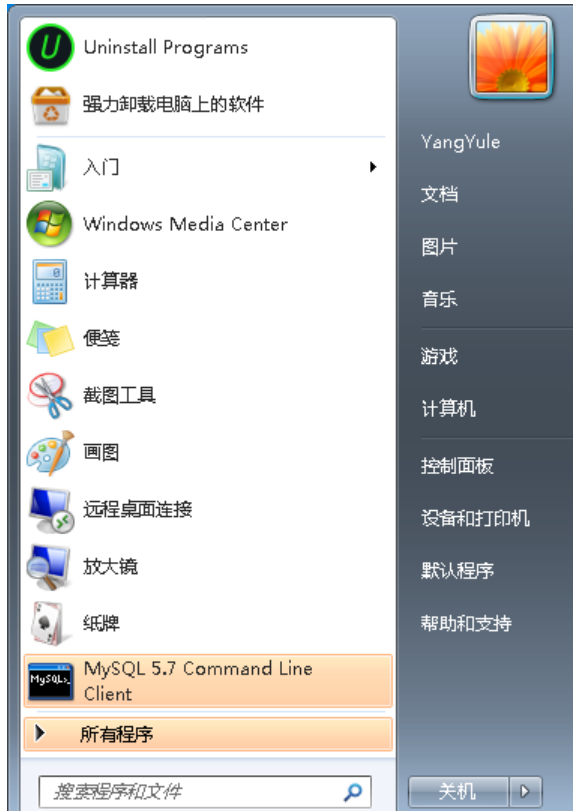 Uninstall Programs
强力卸载电脑上的软件
入门
Windows Media Center
计算器
便笺
截图工具
画图
远程桌面连接
放大镜
纸牌
MySQL>_
MySQL 5.7 Command Line
Client
所有程序
搜索程序和文件
YangYule
文档
图片
音乐
游戏
计算机
控制面板
设备和打印机
默认程序
帮助和支持
关机